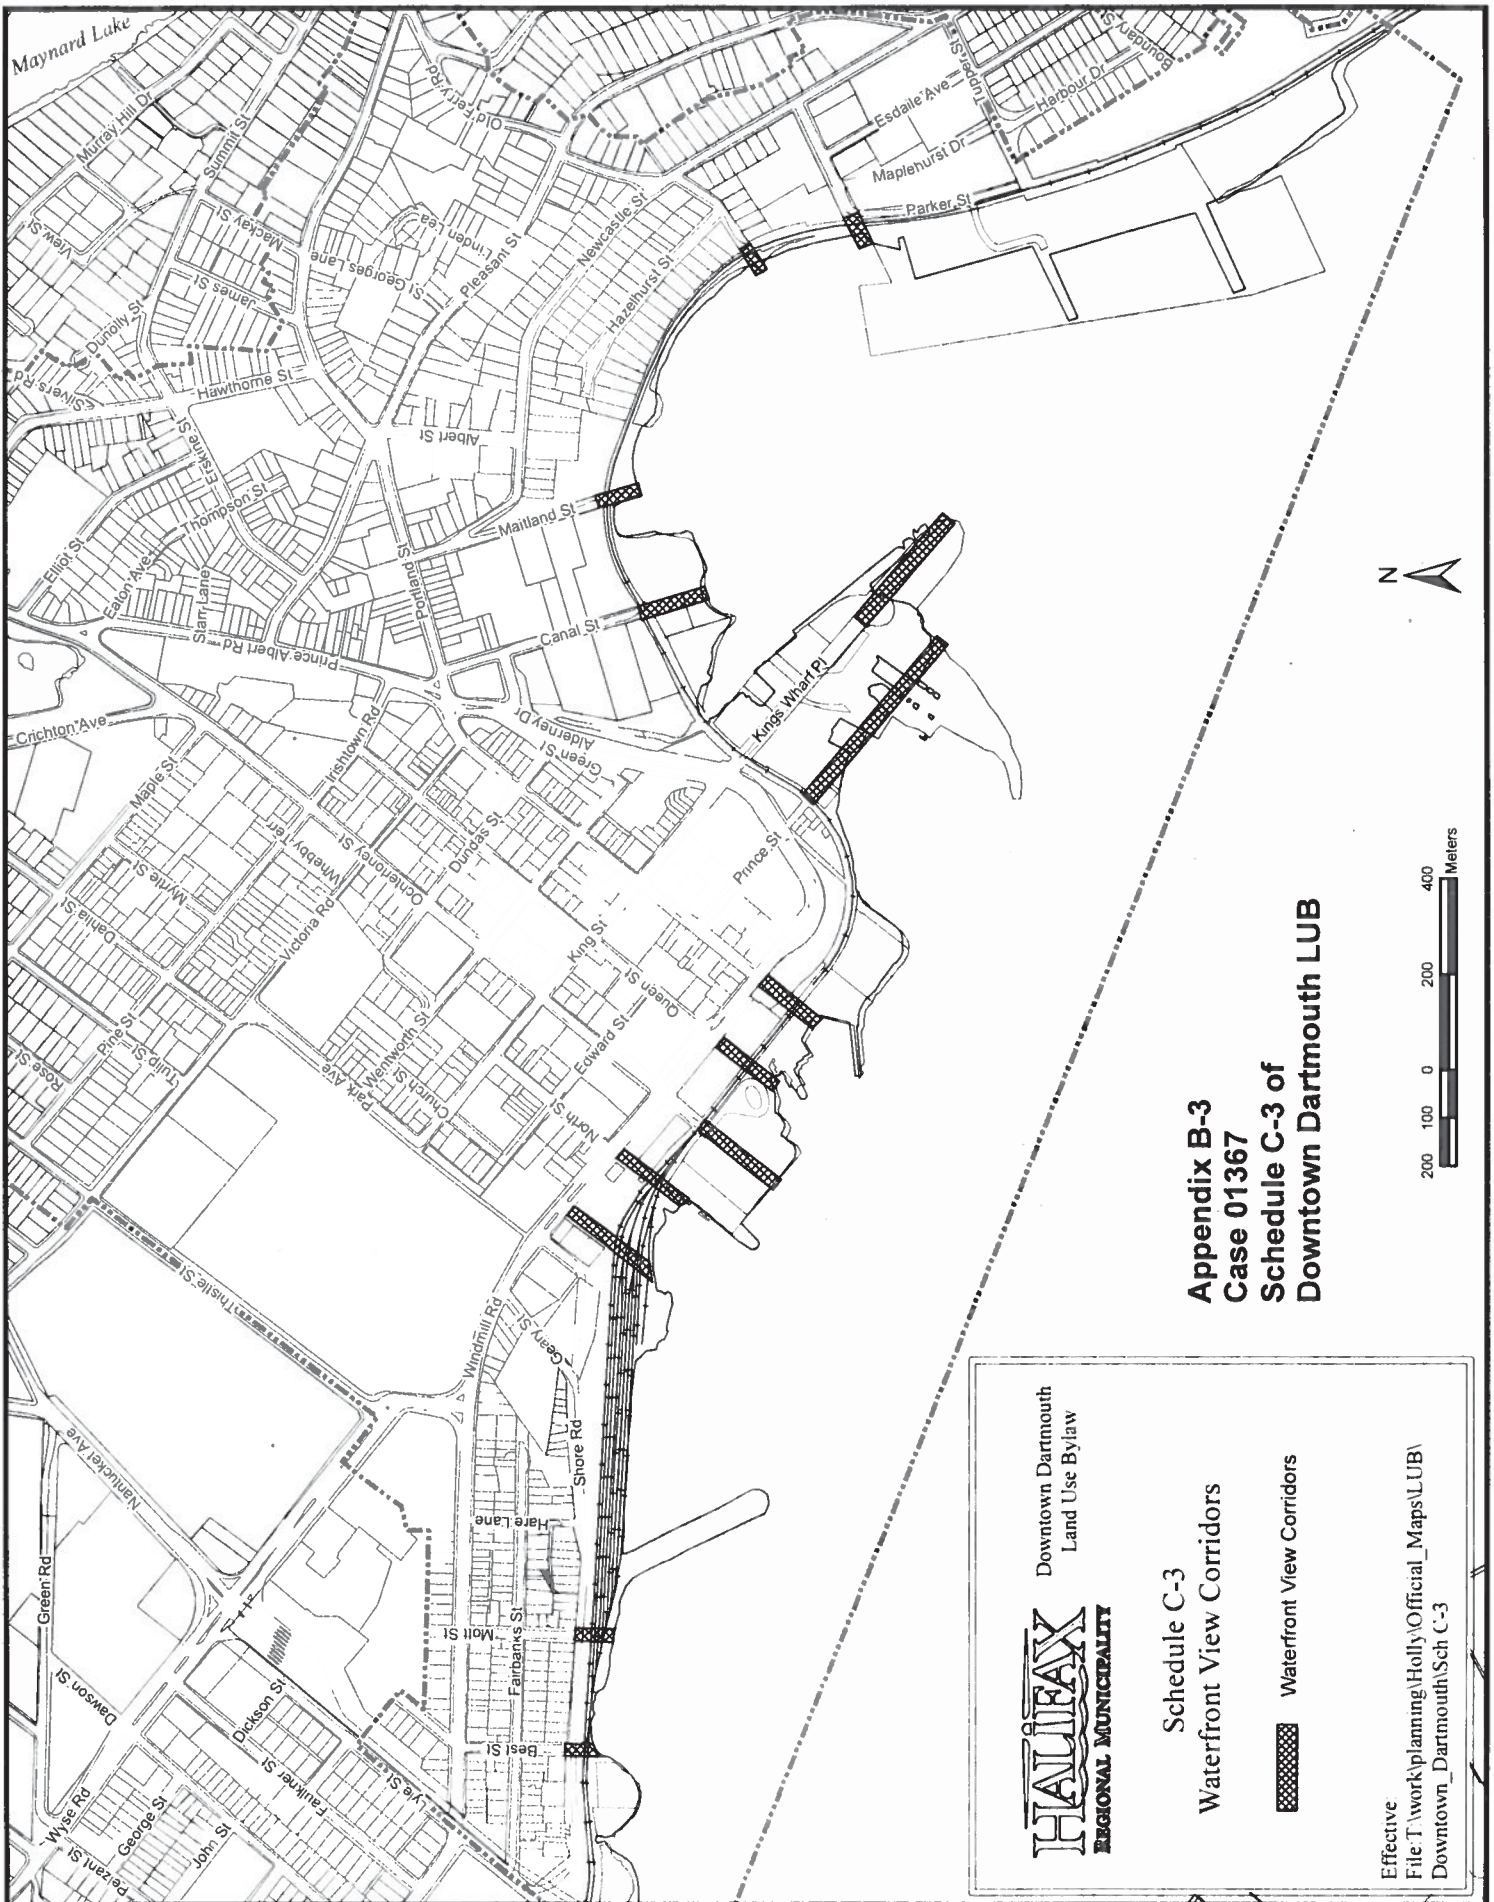 Maynard Lake
Murray Hill Dr
View St
Summit St
Mackay St
James St
Dunolly St
Silvers Rd
Hawthorne St
Erskine St
Georges Lane
St Georges Lane
Linden Lea
Pleasant St
Newcastle St
Hazelhurst St
Old Ferry Rd
Tupper St
Boundary St
Harbour Dr
Esdaile Ave
Maplehurst Dr
Parker St
Albert St
Elliot St
Eaton Ave
Thompson St
Starr Lane
Prince Albert Rd
Portland St
Maitland St
Canal St
Kings Wharf Pl
Crichton Ave
Irishtown Rd
Alderney Dr
Green St
Maple St
Myrtle St
Dahlia St
Whebby Terr
Ochterloney St
Victoria Rd
Dundas St
Prince St
King St
Queen St
Edward St
North St
Rose St
Pine St
Tulip St
Wentworth St
Park Ave
Church St
Thistle St
Windmill Rd
Geary St
Shore Rd
Hare Lane
Nantucket Ave
Green Rd
Dawson St
Mott St
Fairbanks St
Best St
Dickson St
Faulkner St
Lyle St
Wyse Rd
George St
John St
Pelzant St
N
Appendix B-3
Case 01367
Schedule C-3 of
Downtown Dartmouth LUB
200 100 0 200 400
Meters
HALIFAX
REGIONAL MUNICIPALITY
Downtown Dartmouth
Land Use Bylaw
Schedule C-3
Waterfront View Corridors
Waterfront View Corridors
Effective:
File: T:\work\planning\Holly\Official_Maps\LUB\
Downtown_Dartmouth\Sch C-3